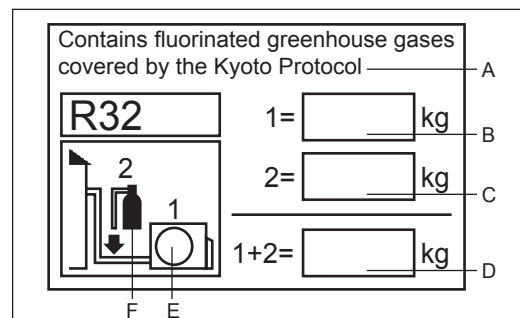 Contains fluorinated greenhouse gases
covered by the Kyoto Protocol
A
R32
1= kg
B
2
1
2= kg
C
1+2= kg
D
F
E